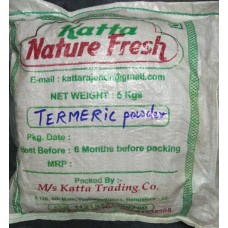 Katta
Nature Fresh
E-mail : kattarajend@gmail.com
NET WEIGHT : 5 Kgs
TERMERIC powder
Pkg. Date :
Best Before : 6 Months before packing
MRP :
Packed By :-
M/s Katta Trading Co.